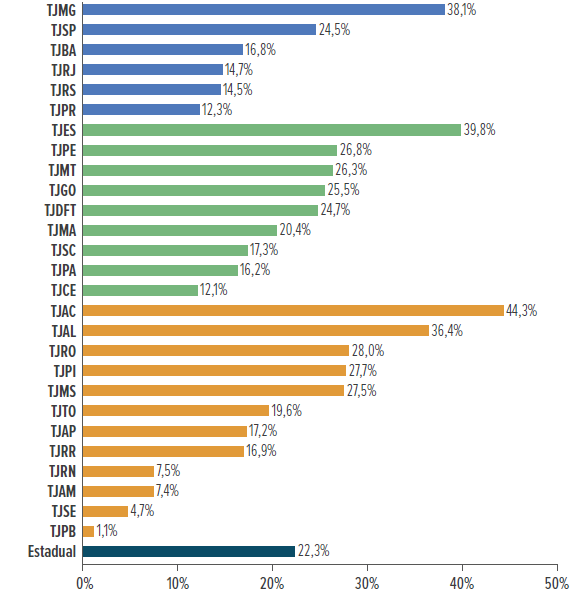 TJMG 38,1%
TJSP 24,5%
TJBA 16,8%
TJRJ 14,7%
TJRS 14,5%
TJPR 12,3%
TJES 39,8%
TJPE 26,8%
TJMT 26,3%
TJGO 25,5%
TJDFT 24,7%
TJMA 20,4%
TJSC 17,3%
TJPA 16,2%
TJCE 12,1%
TJAC 44,3%
TJAL 36,4%
TJRO 28,0%
TJPI 27,7%
TJMS 27,5%
TJTO 19,6%
TJAP 17,2%
TJRR 16,9%
TJRN 7,5%
TJAM 7,4%
TJSE 4,7%
TJPB 1,1%
Estadual 22,3%
0% 10% 20% 30% 40% 50%